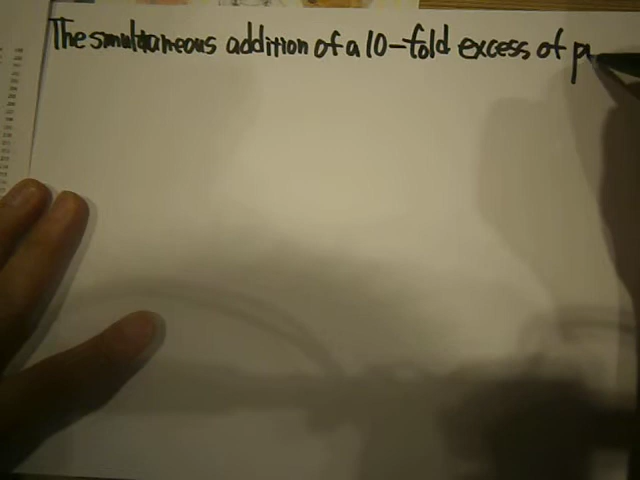 The simultaneous addition of a 10-fold excess of